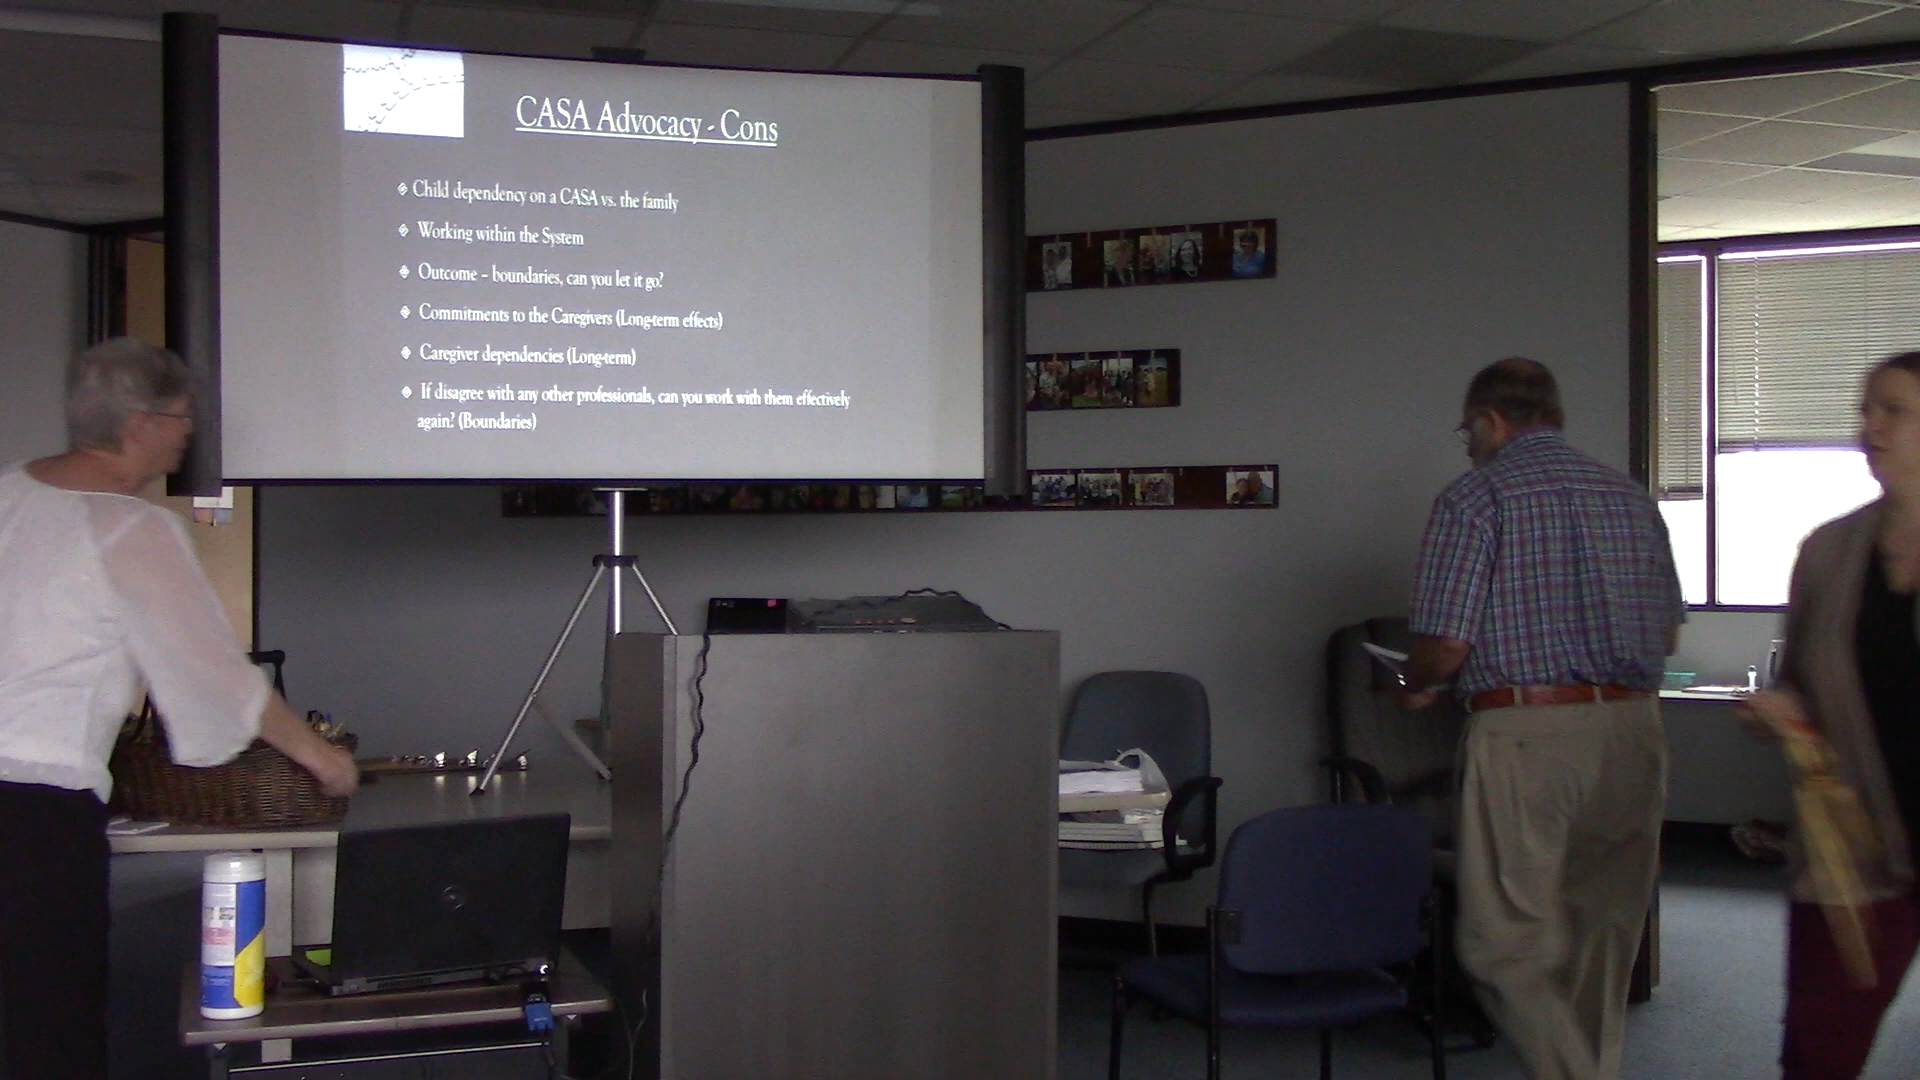 CASA Advocacy - Cons
Child dependency on a CASA vs. the family
Working within the System
Outcome – boundaries, can you let it go?
Commitments to the Caregivers (Long-term effects)
Caregiver dependencies (Long-term)
If disagree with any other professionals, can you work with them effectively
again? (Boundaries)